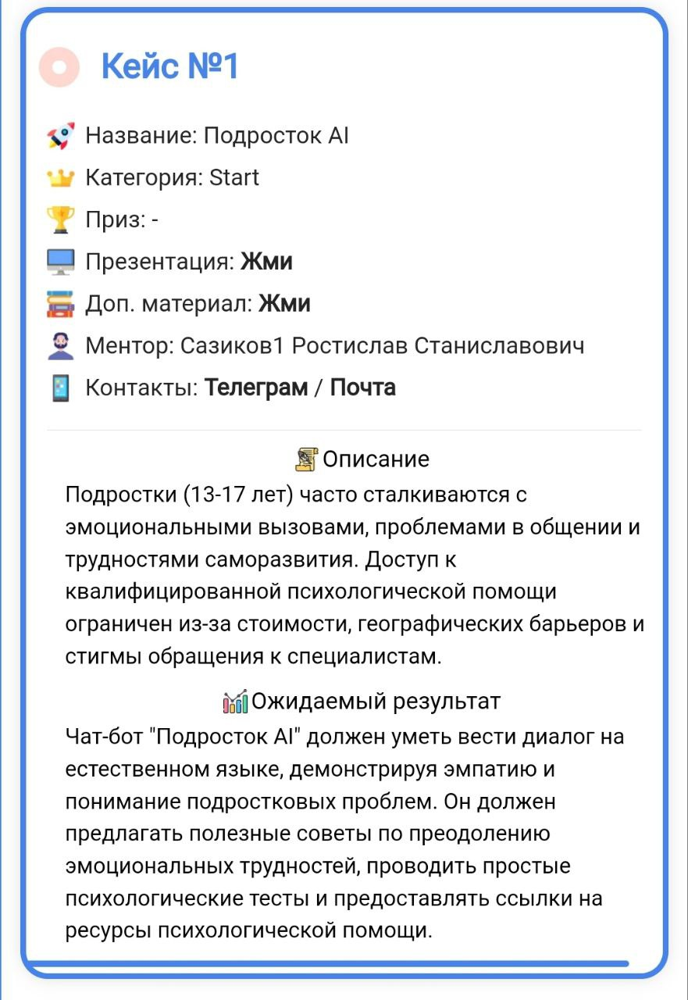 Кейс №1
Название: Подросток AI
Категория: Start
Приз: -
Презентация: Жми
Доп. материал: Жми
Ментор: Сазиков1 Ростислав Станиславович
Контакты: Телеграм / Почта
Описание
Подростки (13-17 лет) часто сталкиваются с
эмоциональными вызовами, проблемами в общении и
трудностями саморазвития. Доступ к
квалифицированной психологической помощи
ограничен из-за стоимости, географических барьеров и
стигмы обращения к специалистам.
Ожидаемый результат
Чат-бот "Подросток AI" должен уметь вести диалог на
естественном языке, демонстрируя эмпатию и
понимание подростковых проблем. Он должен
предлагать полезные советы по преодолению
эмоциональных трудностей, проводить простые
психологические тесты и предоставлять ссылки на
ресурсы психологической помощи.